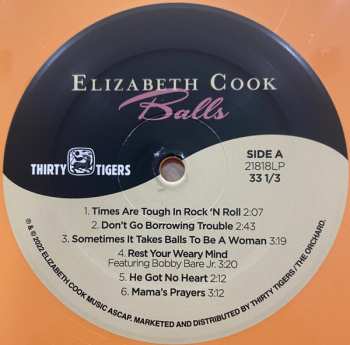 ELIZABETH COOK
Balls
THIRTY TIGERS
SIDE A
21818LP
33 1/3
1. Times Are Tough In Rock 'N Roll 2:07
2. Don't Go Borrowing Trouble 2:43
3. Sometimes It Takes Balls To Be A Woman 3:19
4. Rest Your Weary Mind
Featuring Bobby Bare Jr. 3:20
5. He Got No Heart 2:12
6. Mama's Prayers 3:12
℗ & © 2022 ELIZABETH COOK MUSIC ASCAP. MARKETED AND DISTRIBUTED BY THIRTY TIGERS / THE ORCHARD.